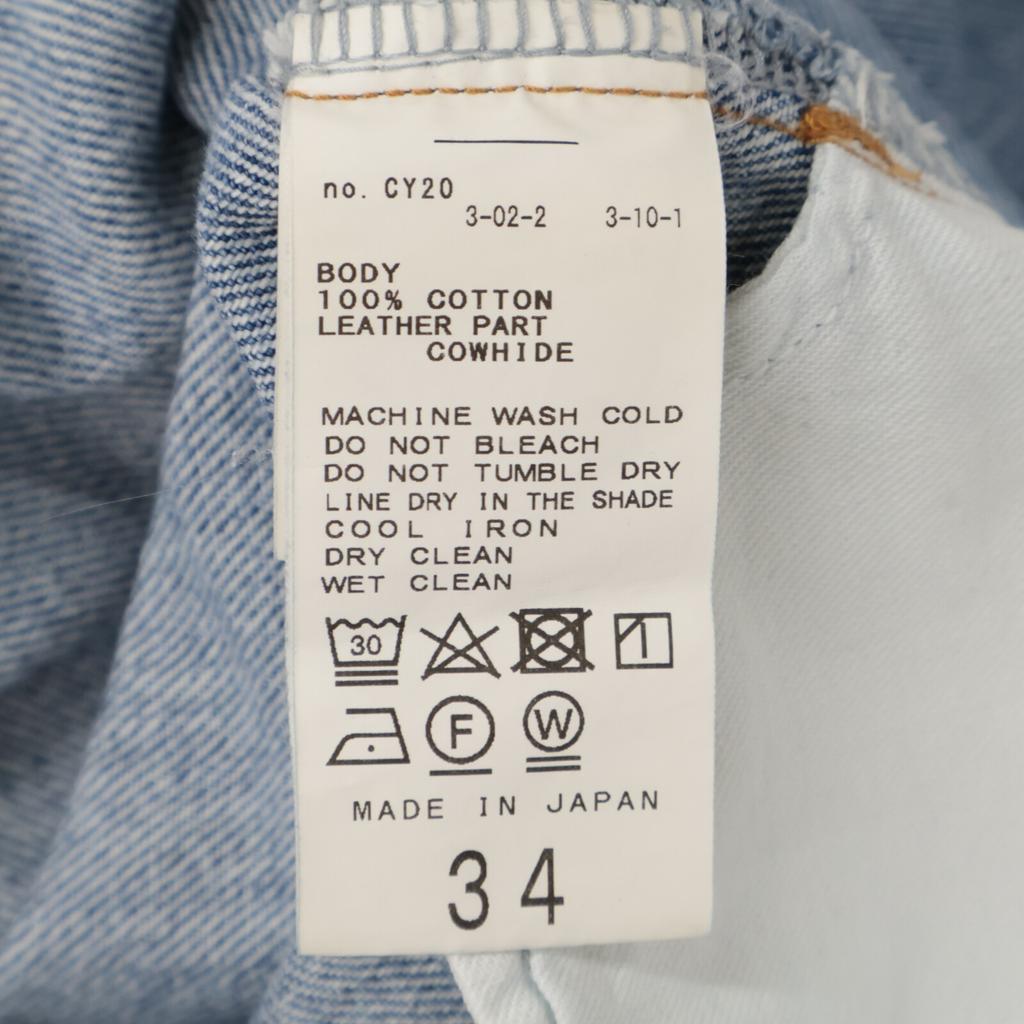 no. CY20
3-02-2 3-10-1
BODY
100% COTTON
LEATHER PART
COWHIDE
MACHINE WASH COLD
DO NOT BLEACH
DO NOT TUMBLE DRY
LINE DRY IN THE SHADE
COOL IRON
DRY CLEAN
WET CLEAN
30
F W
MADE IN JAPAN
34